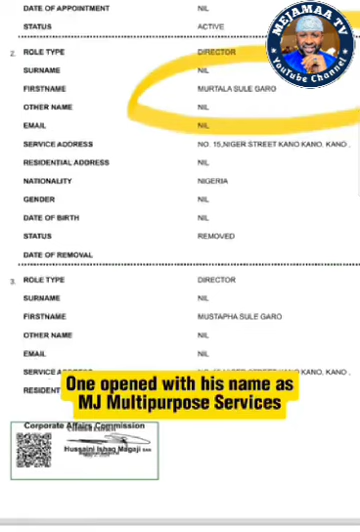 DATE OF APPOINTMENT NIL
MEJAMAA TV
STATUS ACTIVE
YouTube Channel
2. ROLE TYPE DIRECTOR
SURNAME NIL
FIRSTNAME MURTALA SULE GARO
OTHER NAME NIL
EMAIL NIL
SERVICE ADDRESS NO. 15,NIGER STREET KANO KANO, KANO ,
RESIDENTIAL ADDRESS NIL
NATIONALITY NIGERIA
GENDER NIL
DATE OF BIRTH NIL
STATUS REMOVED
DATE OF REMOVAL
3. ROLE TYPE DIRECTOR
SURNAME NIL
FIRSTNAME MUSTAPHA SULE GARO
OTHER NAME NIL
EMAIL NIL
SERVICE KANO ,
RESIDENT
One opened with his name as
MJ Multipurpose Services
Corporate Affairs Commission
Hussaini Ishaq Magaji SAN